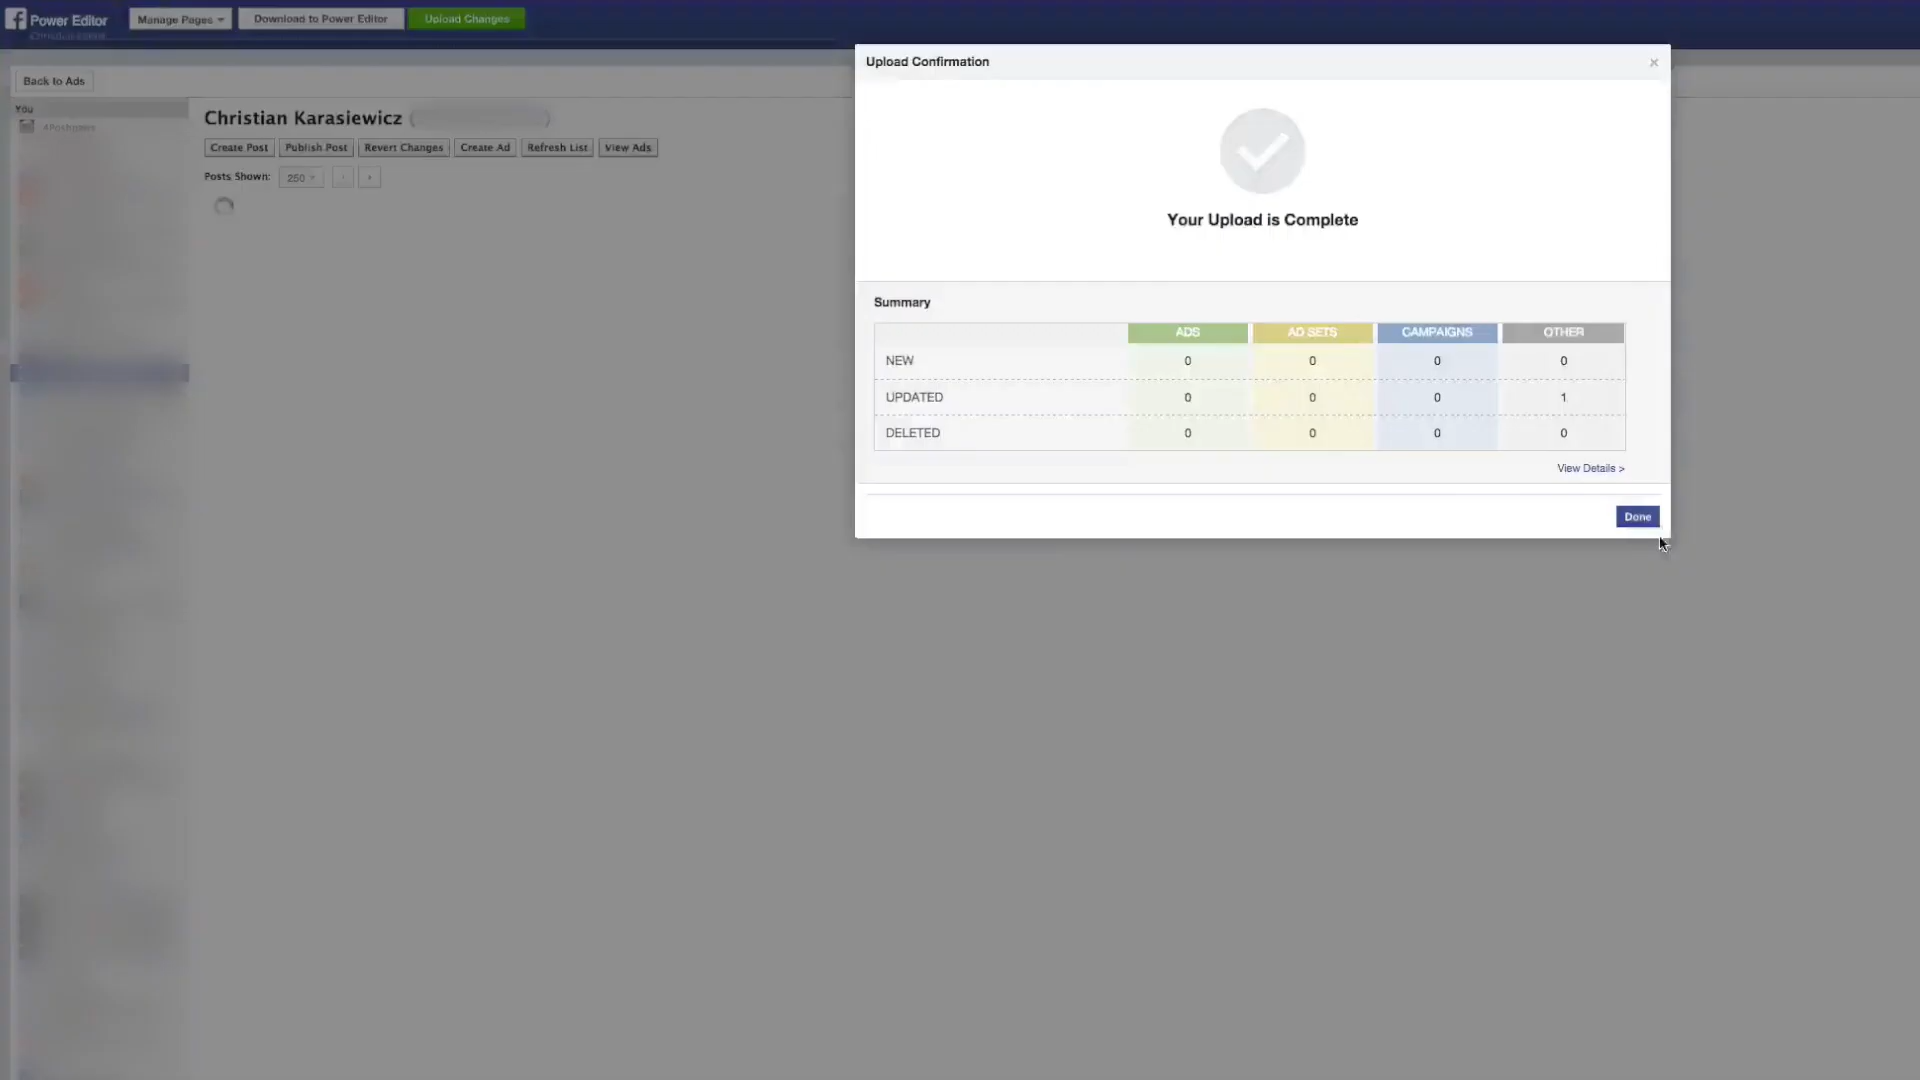 Power Editor
Manage Pages
Download to Power Editor
Upload Changes
Upload Confirmation
×
Back to Ads
You
Christian Karasiewicz (
)
Create Post
Publish Post
Revert Changes
Create Ad
Refresh List
View Ads
Posts Shown:
250
Your Upload is Complete
Summary
ADS AD SETS CAMPAIGNS OTHER
NEW 0 0 0 0
UPDATED 0 0 0 1
DELETED 0 0 0 0
View Details >
Done